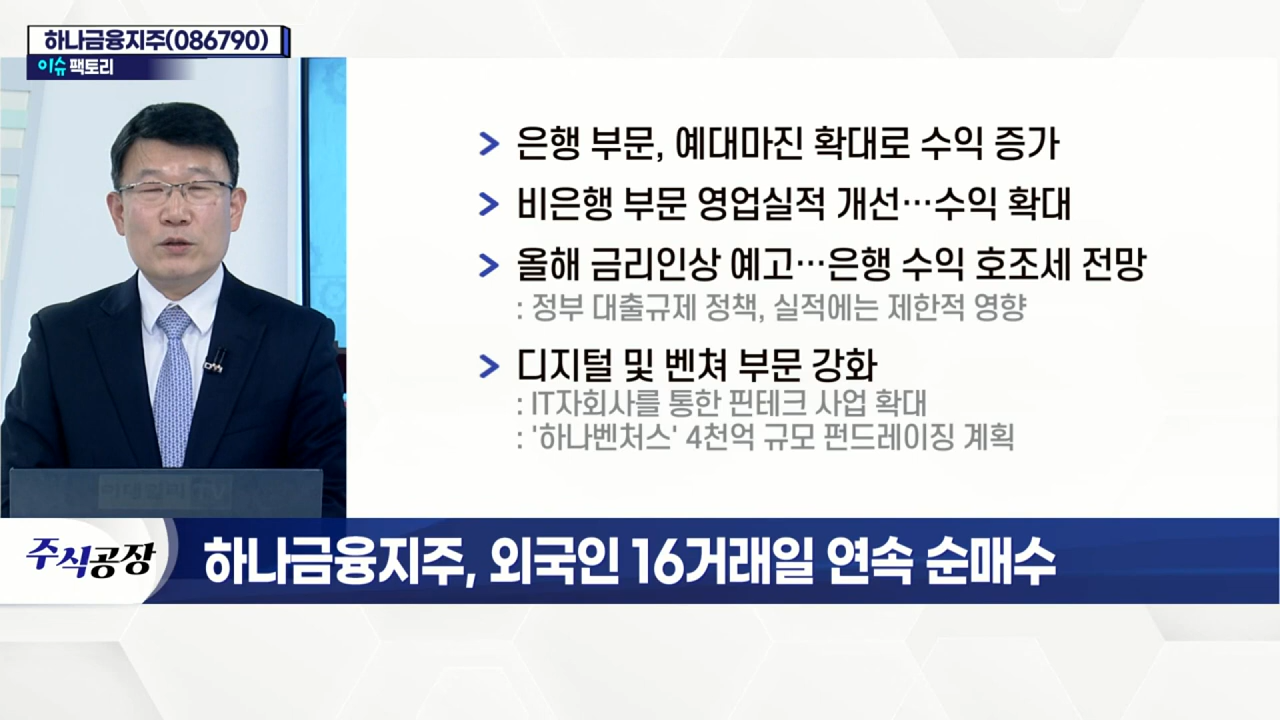 하나금융지주(086790)
이슈 팩토리
> 은행 부문, 예대마진 확대로 수익 증가
> 비은행 부문 영업실적 개선…수익 확대
> 올해 금리인상 예고…은행 수익 호조세 전망
: 정부 대출규제 정책, 실적에는 제한적 영향
> 디지털 및 벤쳐 부문 강화
: IT자회사를 통한 핀테크 사업 확대
: '하나벤처스' 4천억 규모 펀드레이징 계획
주식공장
하나금융지주, 외국인 16거래일 연속 순매수